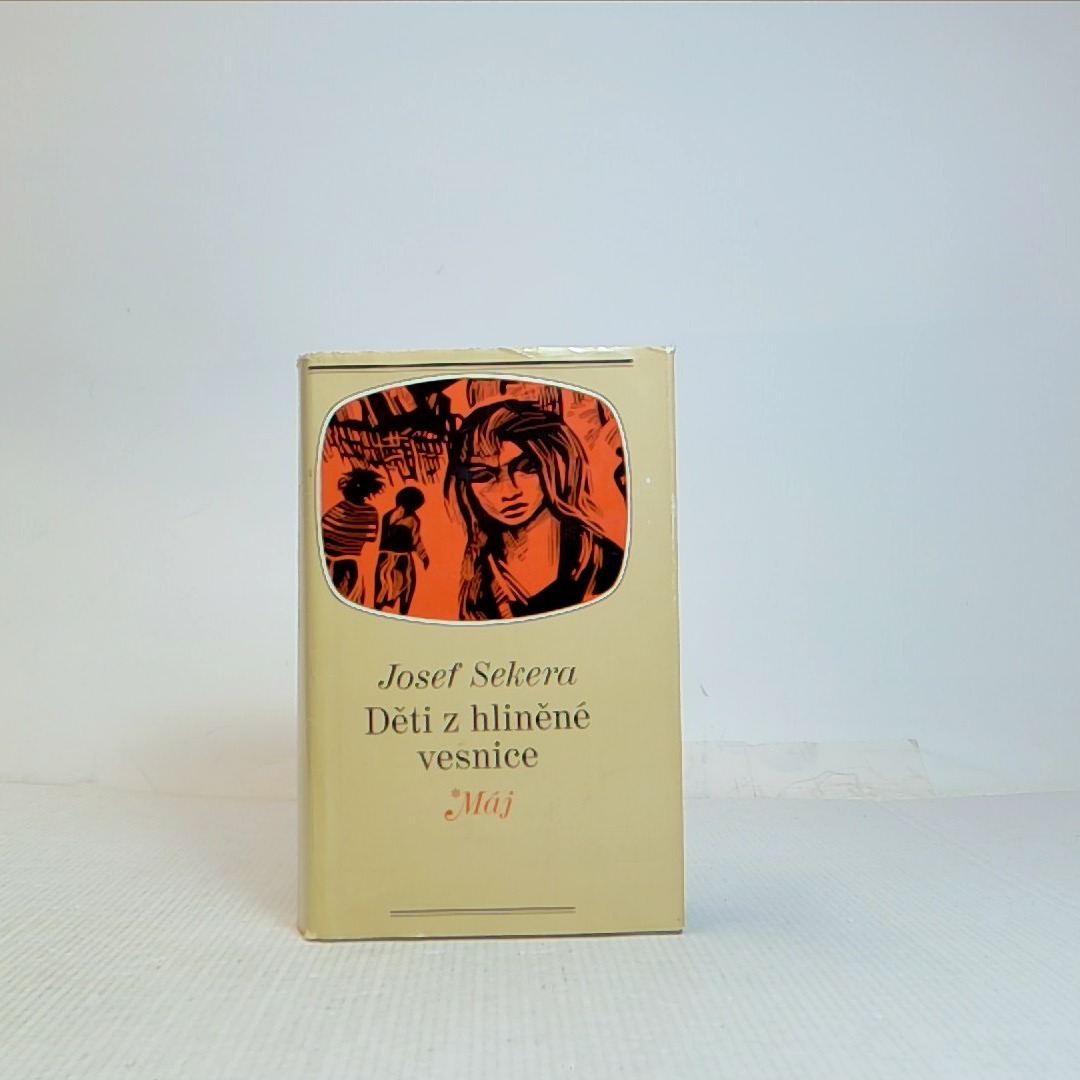 Josef Sekera
Děti z hliněné
vesnice
Máj